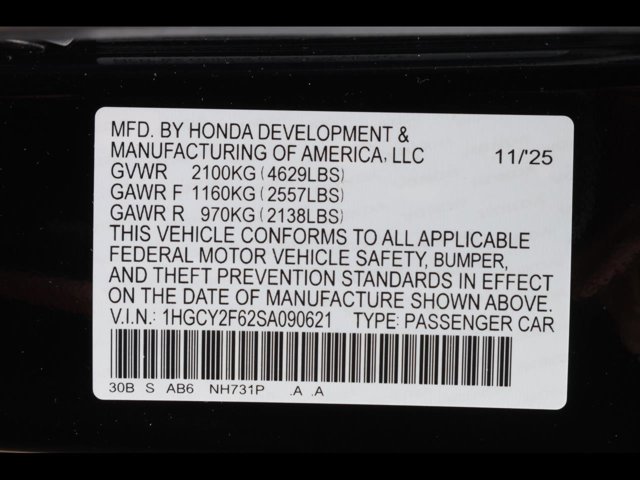 MFD. BY HONDA DEVELOPMENT &
MANUFACTURING OF AMERICA, LLC 11/'25
GVWR 2100KG (4629LBS)
GAWR F 1160KG (2557LBS)
GAWR R 970KG (2138LBS)
THIS VEHICLE CONFORMS TO ALL APPLICABLE
FEDERAL MOTOR VEHICLE SAFETY, BUMPER,
AND THEFT PREVENTION STANDARDS IN EFFECT
ON THE DATE OF MANUFACTURE SHOWN ABOVE.
V.I.N.: 1HGCY2F62SA090621 TYPE: PASSENGER CAR
30B S AB6 NH731P .A .A